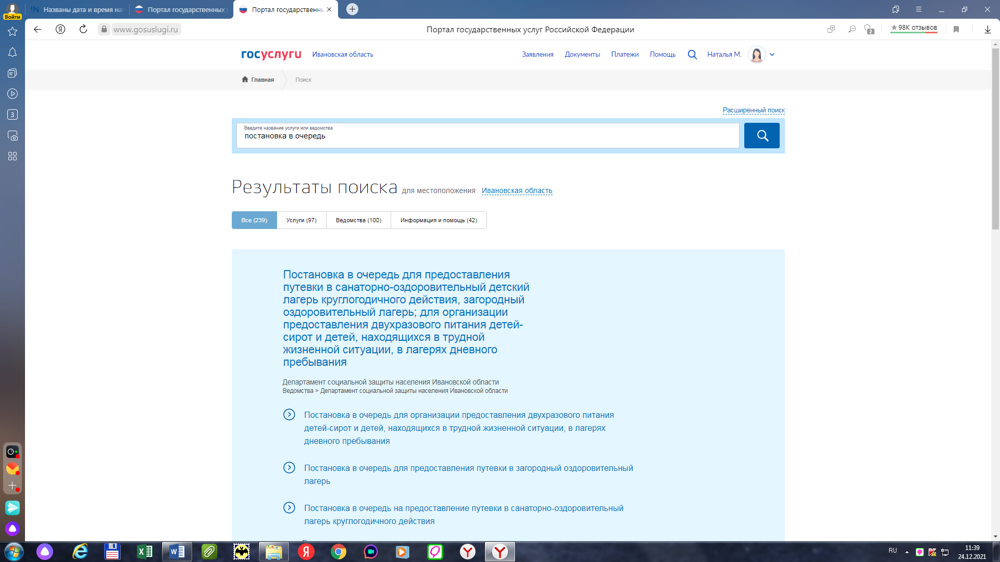 Названы дата и время на
Портал государственных
Портал государственнь
Войти
www.gosuslugi.ru
Портал государственных услуг Российской Федерации
2
★ 98К отзывов
3
госуслуги
Ивановская область
Заявления
Документы
Платежи
Помощь
Наталья М.
Главная
Поиск
Расширенный поиск
Введите название услуги или ведомства
постановка в очередь
Результаты поиска для местоположения Ивановская область
Все (239)
Услуги (97)
Ведомства (100)
Информация и помощь (42)
Постановка в очередь для предоставления
путевки в санаторно-оздоровительный детский
лагерь круглогодичного действия, загородный
оздоровительный лагерь; для организации
предоставления двухразового питания детей-
сирот и детей, находящихся в трудной
жизненной ситуации, в лагерях дневного
пребывания
Департамент социальной защиты населения Ивановской области
Ведомства > Департамент социальной защиты населения Ивановской области
Постановка в очередь для организации предоставления двухразового питания
детей-сирот и детей, находящихся в трудной жизненной ситуации, в лагерях
дневного пребывания
Постановка в очередь для предоставления путевки в загородный оздоровительный
лагерь
Постановка в очередь на предоставление путевки в санаторно-оздоровительный
лагерь круглогодичного действия
RU
11:39
24.12.2021